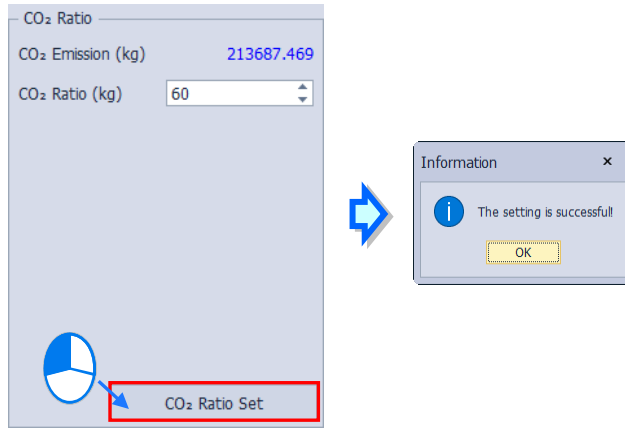 CO₂ Ratio
CO₂ Emission (kg) 213687.469
CO₂ Ratio (kg) 60
CO₂ Ratio Set
Information
The setting is successful!
OK